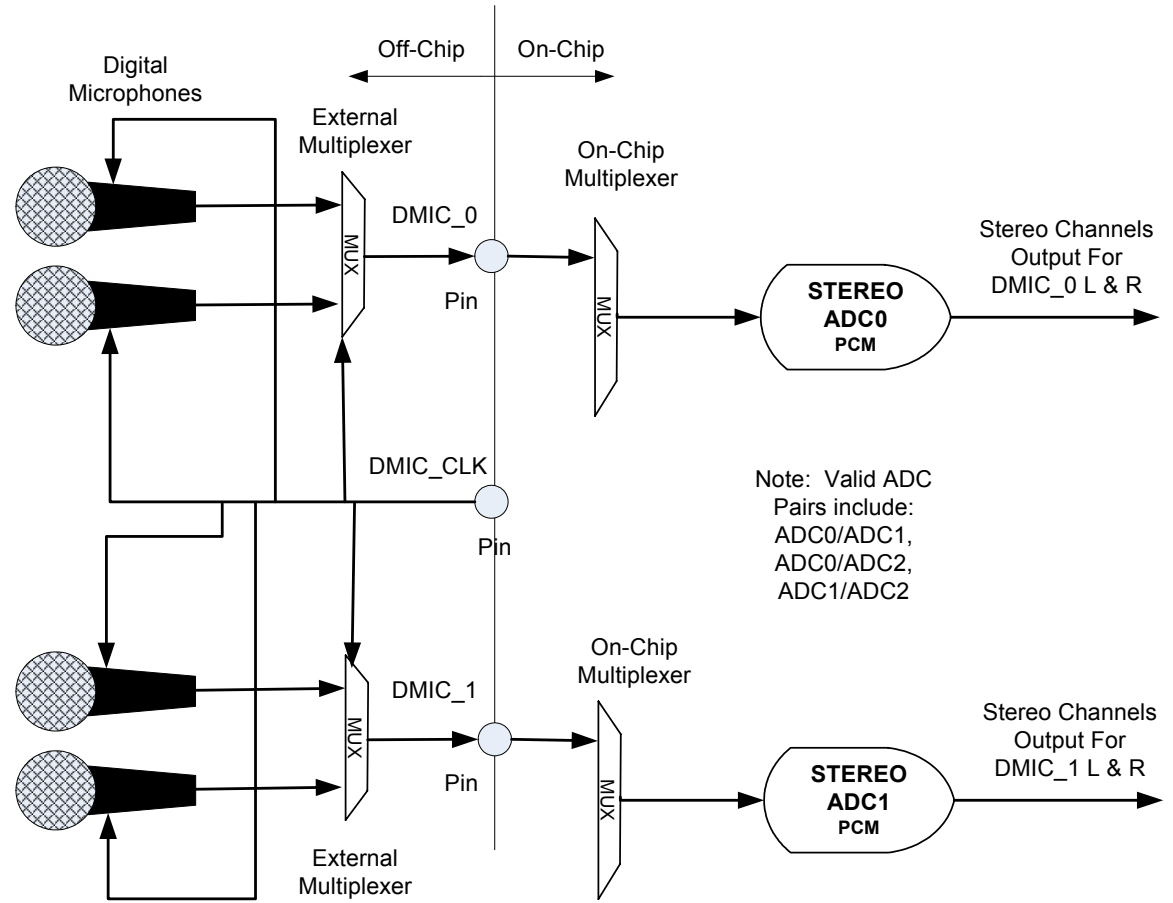 Off-Chip
On-Chip
Digital
Microphones
External
Multiplexer
On-Chip
Multiplexer
DMIC_0
MUX
Pin
MUX
STEREO
ADC0
PCM
Stereo Channels
Output For
DMIC_0 L & R
DMIC_CLK
Pin
Note: Valid ADC
Pairs include:
ADC0/ADC1,
ADC0/ADC2,
ADC1/ADC2
On-Chip
Multiplexer
DMIC_1
MUX
Pin
MUX
STEREO
ADC1
PCM
Stereo Channels
Output For
DMIC_1 L & R
External
Multiplexer